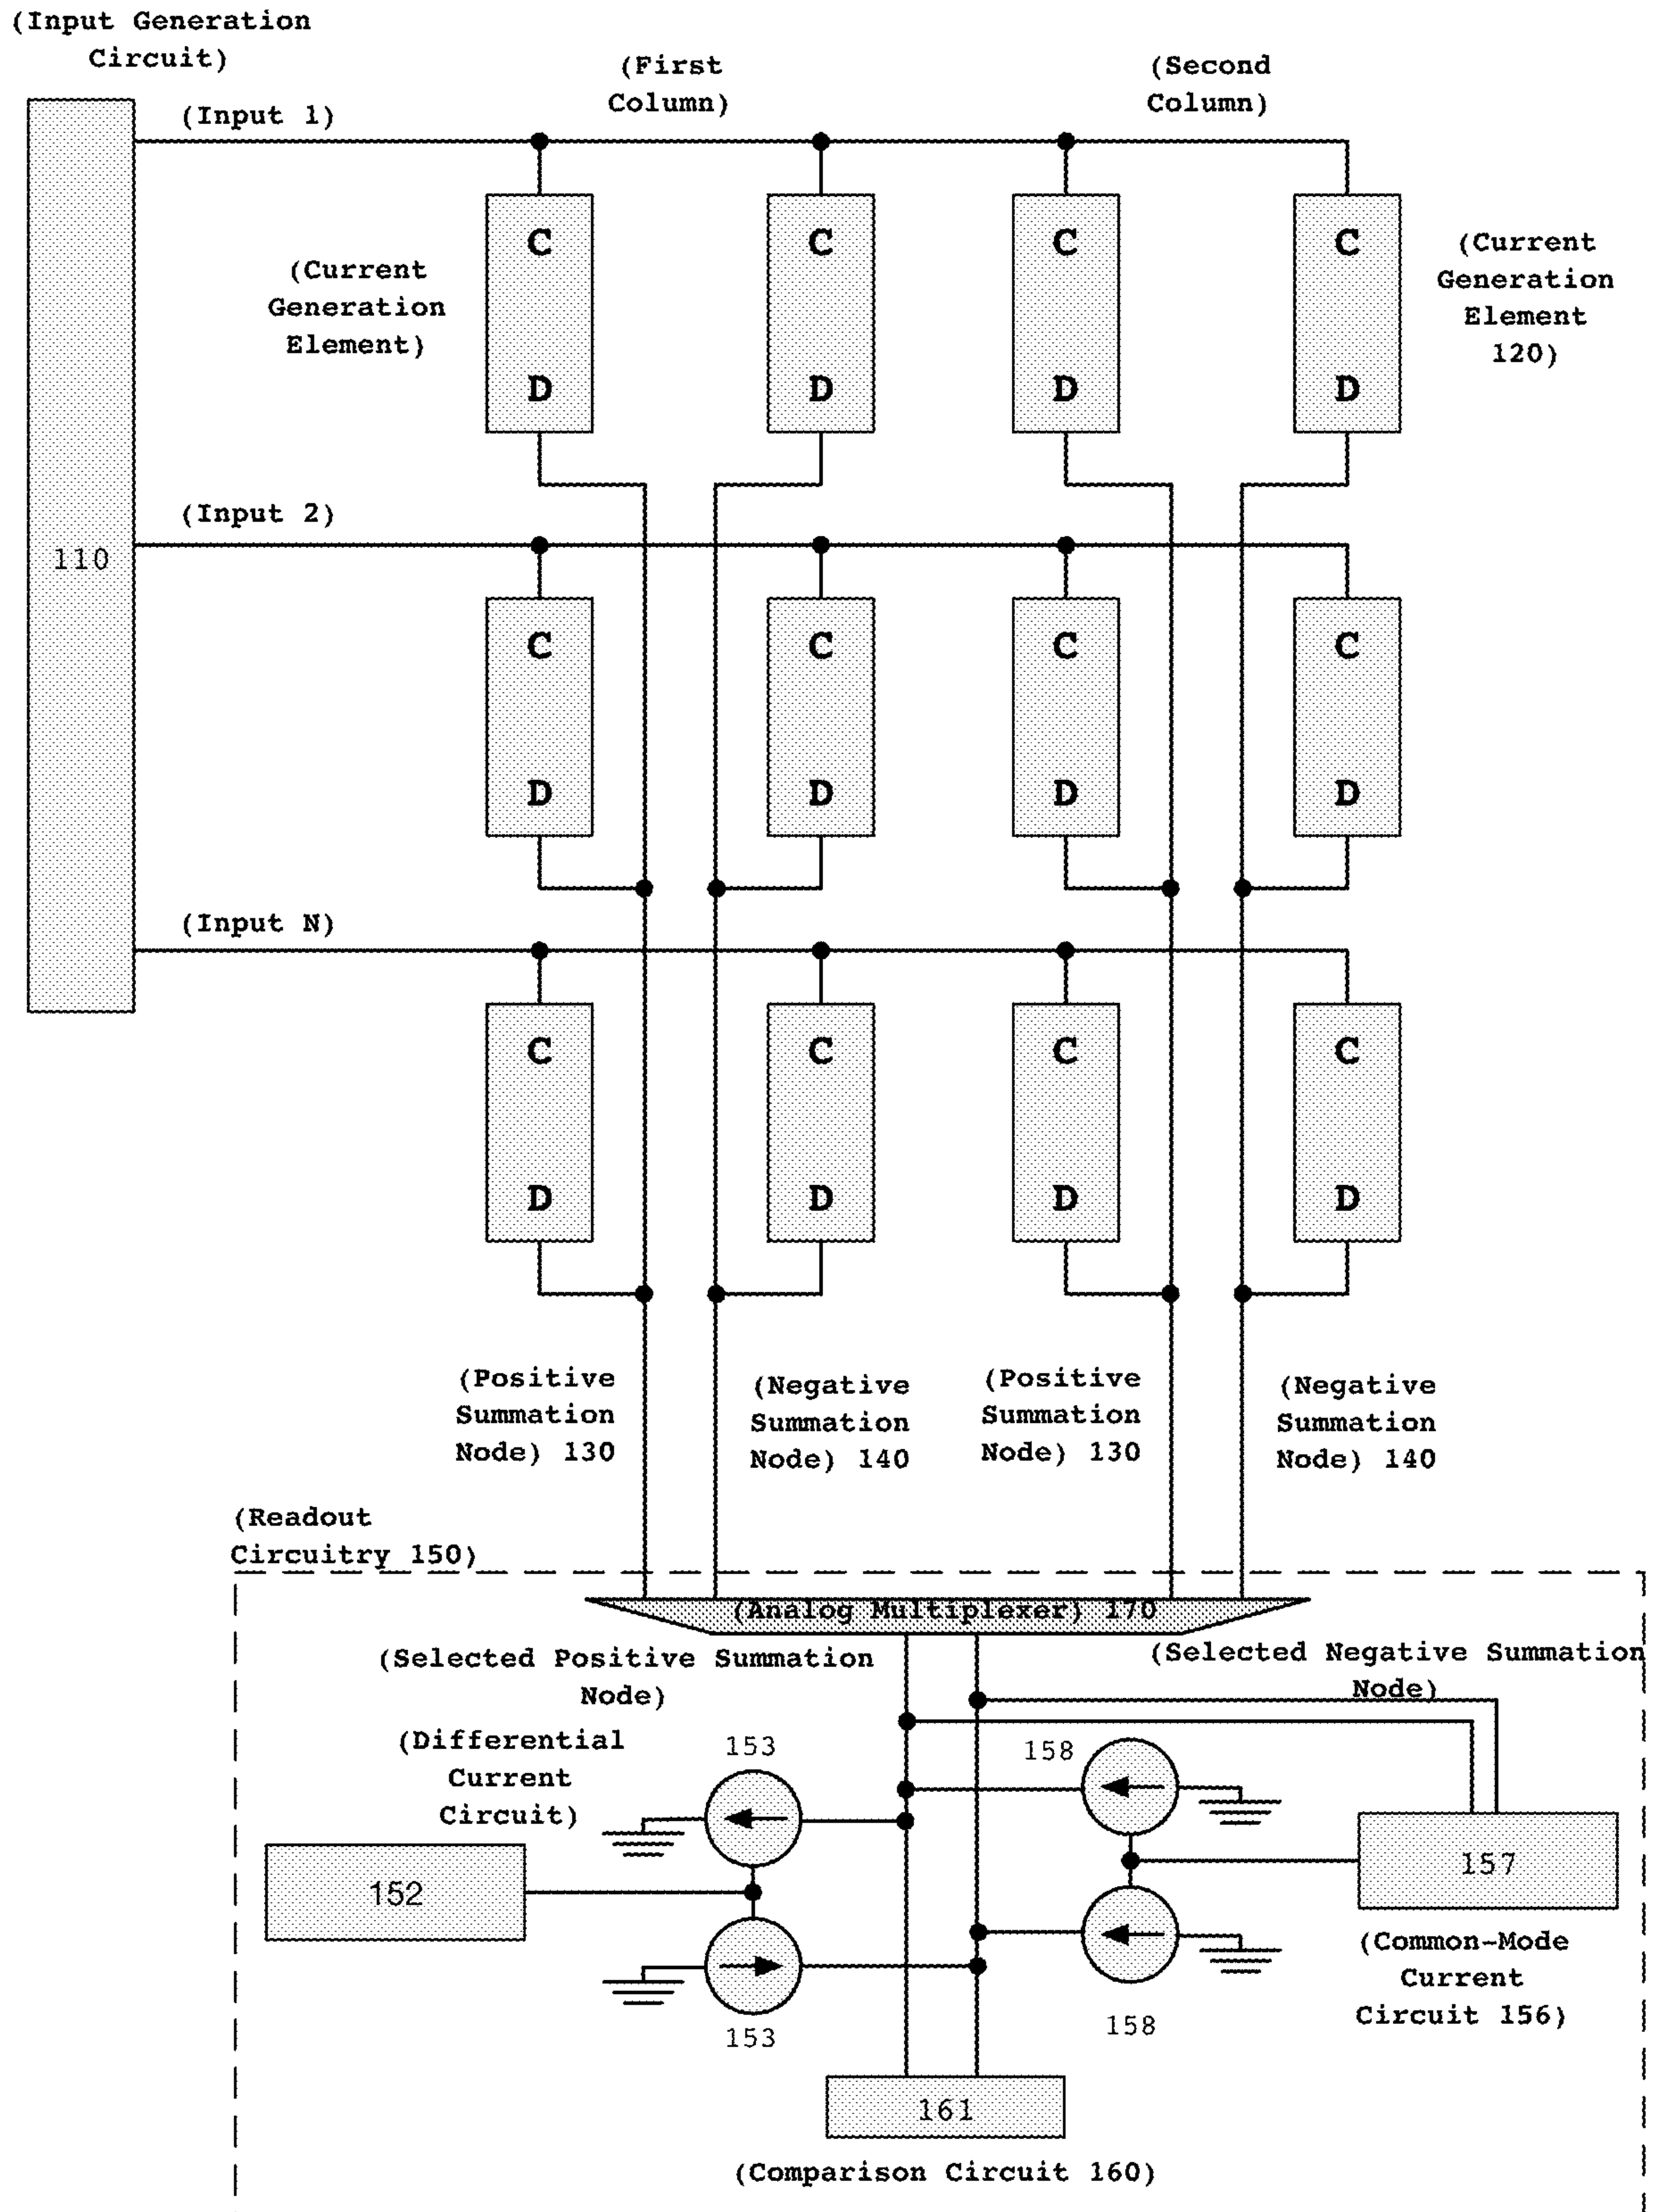 (Input Generation
Circuit)
(First
Column)
(Second
Column)
(Input 1)
C
C
C
C
(Current
Generation
Element)
(Current
Generation
Element
120)
D
D
D
D
(Input 2)
110
C
C
C
C
D
D
D
D
(Input N)
C
C
C
C
D
D
D
D
(Positive
Summation
Node) 130
(Negative
Summation
Node) 140
(Positive
Summation
Node) 130
(Negative
Summation
Node) 140
(Readout
Circuitry 150)
(Analog Multiplexer) 170
(Selected Positive Summation
Node)
(Selected Negative Summation
Node)
(Differential
Current
Circuit)
153
158
152
157
(Common-Mode
Current
Circuit 156)
153
158
161
(Comparison Circuit 160)